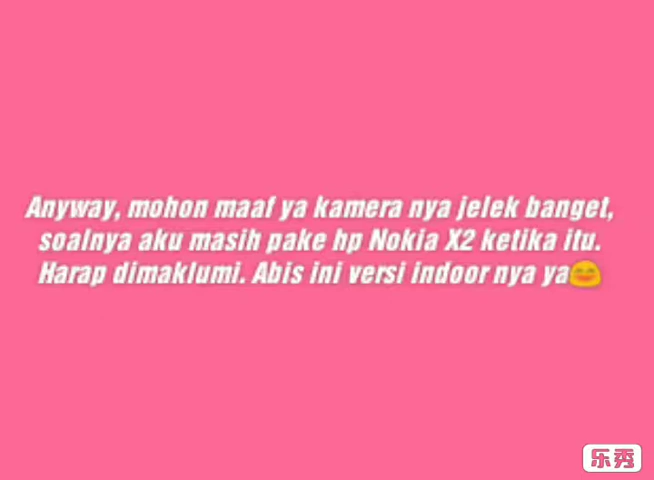 Anyway, mohon maaf ya kamera nya jelek banget,
soalnya aku masih pake hp Nokia X2 ketika itu.
Harap dimaklumi. Abis ini versi indoor nya ya😄
乐秀